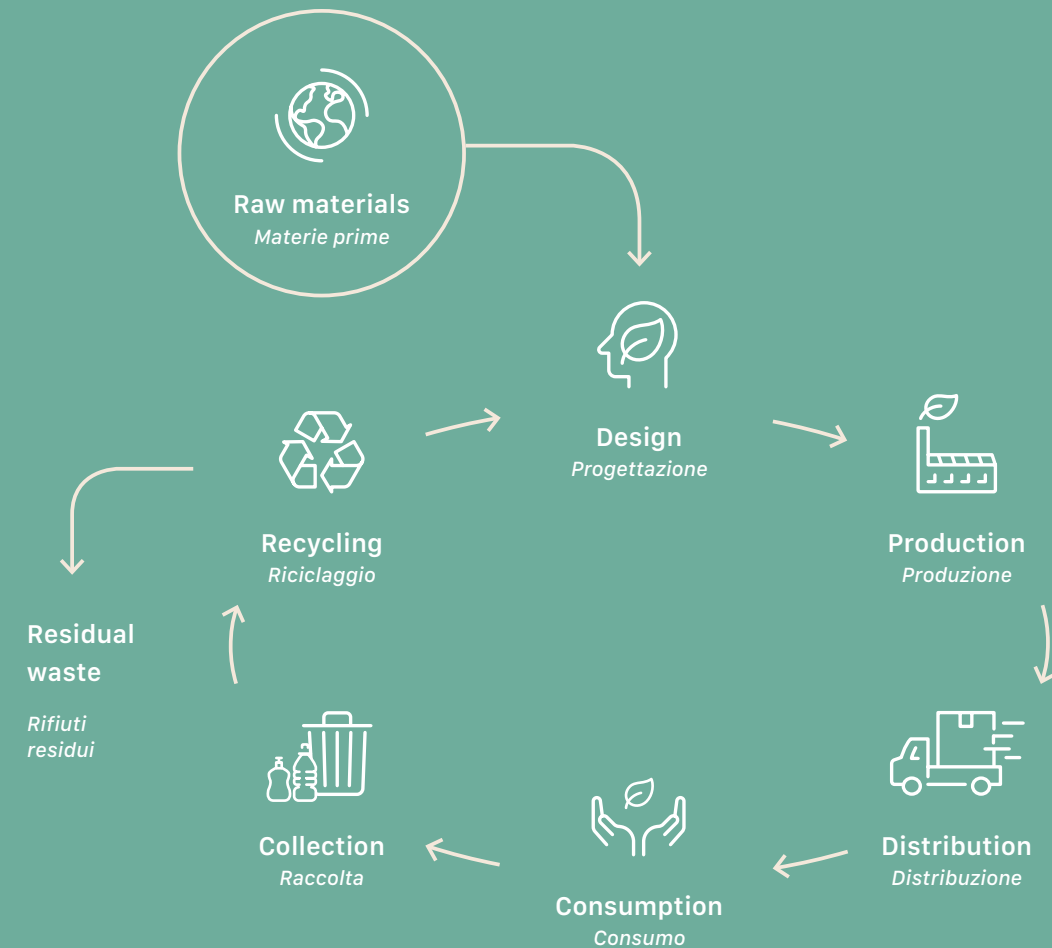 Raw materials
Materie prime
Design
Progettazione
Recycling
Riciclaggio
Production
Produzione
Residual
waste
Rifiuti
residui
Collection
Raccolta
Distribution
Distribuzione
Consumption
Consumo